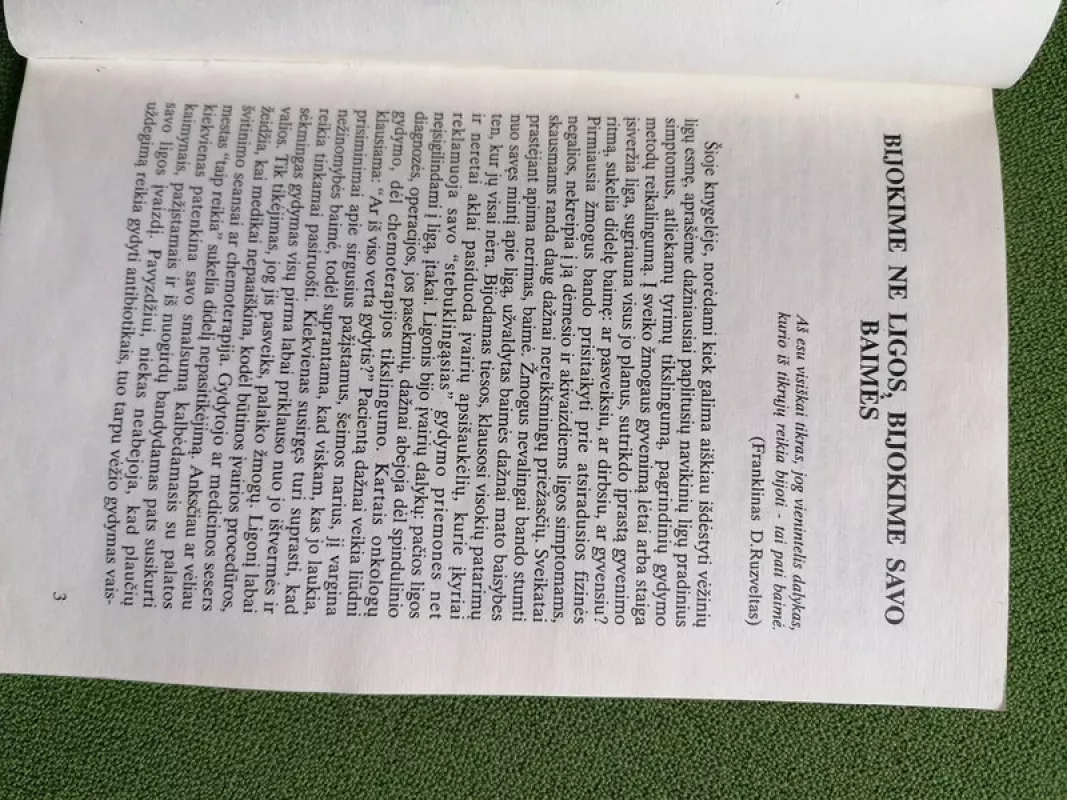 BIJOKIME NE LIGOS, BIJOKIME SAVO
BAIMĖS
Aš esu visiškai tikras, jog vienintelis dalykas,
kurio iš tikrųjų reikia bijoti - tai pati baimė.
(Franklinas D.Ruzveltas)
Šioje knygelėje, norėdami kiek galima aiškiau išdėstyti vėžinių
ligų esmę, aprašėme dažniausiai paplitusių navikinių ligų pradinius
simptomus, atliekamų tyrimų tikslingumą, pagrindinių gydymo
metodų reikalingumą. Į sveiko žmogaus gyvenimą lėtai arba staiga
įsiveržia liga, sugriauna visus jo planus, sutrikdo įprastą gyvenimo
ritmą, sukelia didelę baimę: ar pasveiksiu, ar dirbsiu, ar gyvensiu?
Pirmiausia žmogus bando prisitaikyti prie atsiradusios fizinės
negalios, nekreipia į ją dėmesio ir akivaizdiems ligos simptomams,
skausmams randa daug dažnai nereikšmingų priežasčių. Sveikatai
prastėjant apima nerimas, baimė. Žmogus nevalingai bando stumti
nuo savęs mintį apie ligą, užvaldytas baimės dažnai mato baisybes
ten, kur jų visai nėra. Bijodamas tiesos, klausosi visokių patarimų
ir neretai aklai pasiduoda įvairių apsišaukėlių, kurie įkyriai
reklamuoja savo “stebuklingąsias” gydymo priemones net
neįsigilindami į ligą, įtakai. Ligonis bijo įvairių dalykų: pačios ligos
diagnozės, operacijos, jos pasekmių, dažnai abejoja dėl spindulinio
gydymo, dėl chemoterapijos tikslingumo. Kartais onkologų
klausiama: “Ar iš viso verta gydytis?” Pacientą dažnai veikia liūdni
prisiminimai apie sirgusius pažįstamus, šeimos narius, jį vargina
nežinomybės baimė, todėl suprantama, kad viskam, kas jo laukia,
reikia tinkamai pasiruošti. Kiekvienas susirgęs turi suprasti, kad
sėkmingas gydymas visų pirma labai priklauso nuo jo ištvermės ir
valios. Tik tikėjimas, jog jis pasveiks, palaiko žmogų. Ligonį labai
žeidžia, kai medikai nepaaiškina, kodėl būtinos įvairios procedūros,
švitinimo seansai ar chemoterapija. Gydytojo ar medicinos sesers
mestas “taip reikia” sukelia didelį nepasitikėjimą. Anksčiau ar vėliau
kiekvienas patenkina savo smalsumą kalbėdamasis su palatos
kaimynais, pažįstamais ir iš nuogirdų bandydamas pats susikurti
savo ligos įvaizdį. Pavyzdžiui, niekas neabejoja, kad plaučių
uždegimą reikia gydyti antibiotikais, tuo tarpu vėžio gydymas vais-
3